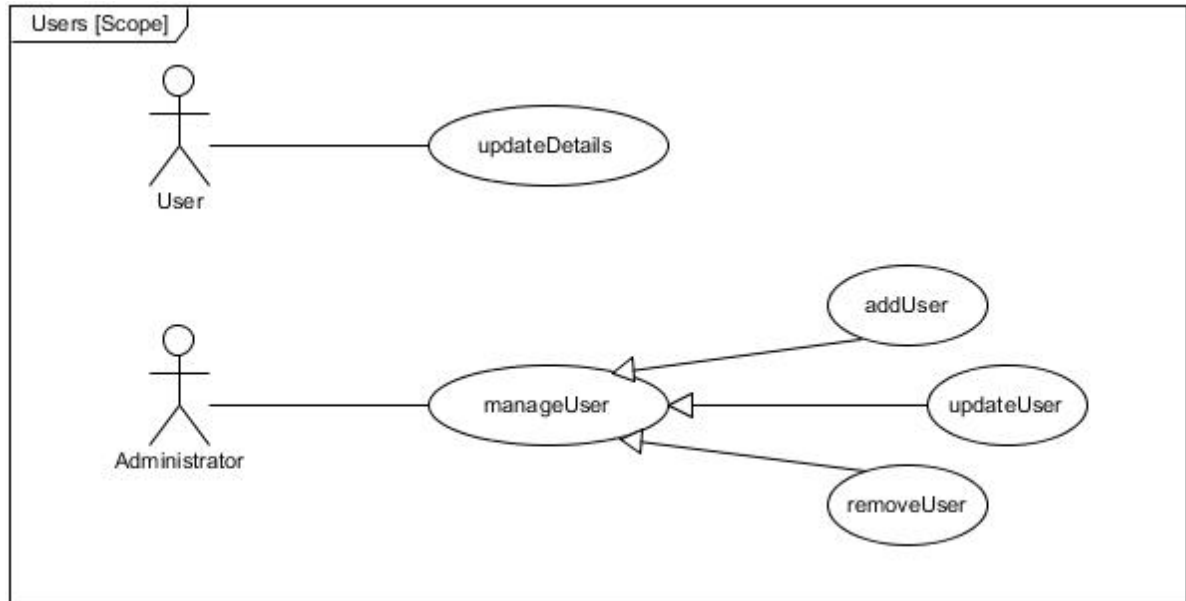 Users [Scope]
updateDetails
User
addUser
manageUser
updateUser
Administrator
removeUser